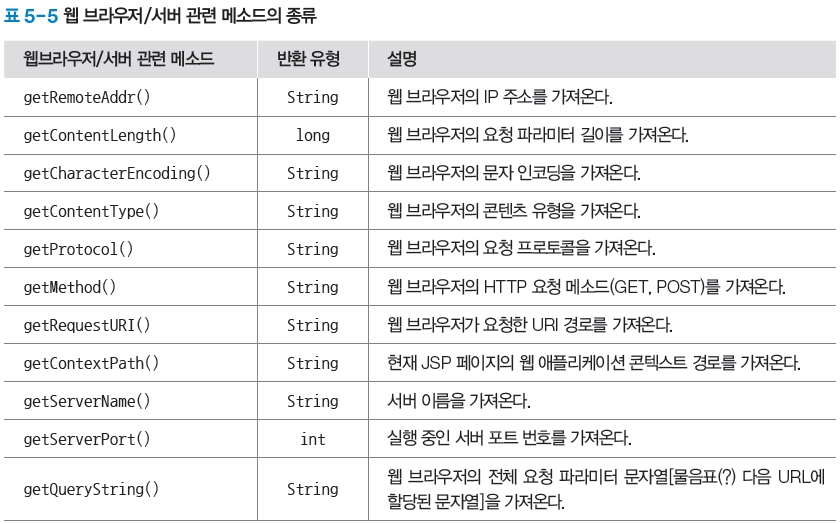 표 5-5 웹 브라우저/서버 관련 메소드의 종류
웹브라우저/서버 관련 메소드 반환 유형 설명
getRemoteAddr() String 웹 브라우저의 IP 주소를 가져온다.
getContentLength() long 웹 브라우저의 요청 파라미터 길이를 가져온다.
getCharacterEncoding() String 웹 브라우저의 문자 인코딩을 가져온다.
getContentType() String 웹 브라우저의 콘텐츠 유형을 가져온다.
getProtocol() String 웹 브라우저의 요청 프로토콜을 가져온다.
getMethod() String 웹 브라우저의 HTTP 요청 메소드(GET, POST)를 가져온다.
getRequestURI() String 웹 브라우저가 요청한 URI 경로를 가져온다.
getContextPath() String 현재 JSP 페이지의 웹 애플리케이션 콘텍스트 경로를 가져온다.
getServerName() String 서버 이름을 가져온다.
getServerPort() int 실행 중인 서버 포트 번호를 가져온다.
getQueryString() String 웹 브라우저의 전체 요청 파라미터 문자열[물음표(?) 다음 URL에
할당된 문자열]을 가져온다.